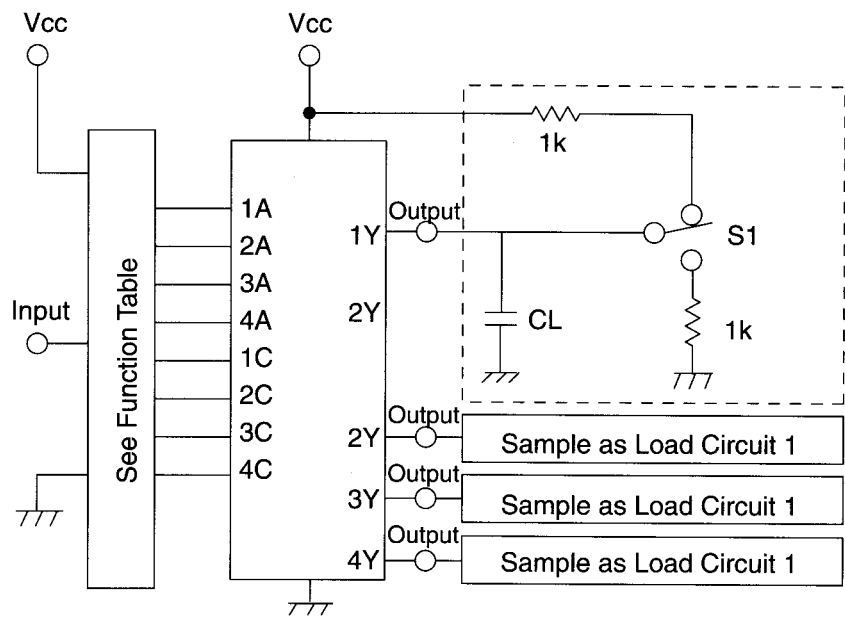 Vcc
Vcc
1k
1A
Output
1Y
S1
2A
3A
2Y
Input
4A
CL
1k
1C
See Function Table
2C
Output
3C
2Y
Sample as Load Circuit 1
4C
Output
3Y
Sample as Load Circuit 1
Output
4Y
Sample as Load Circuit 1